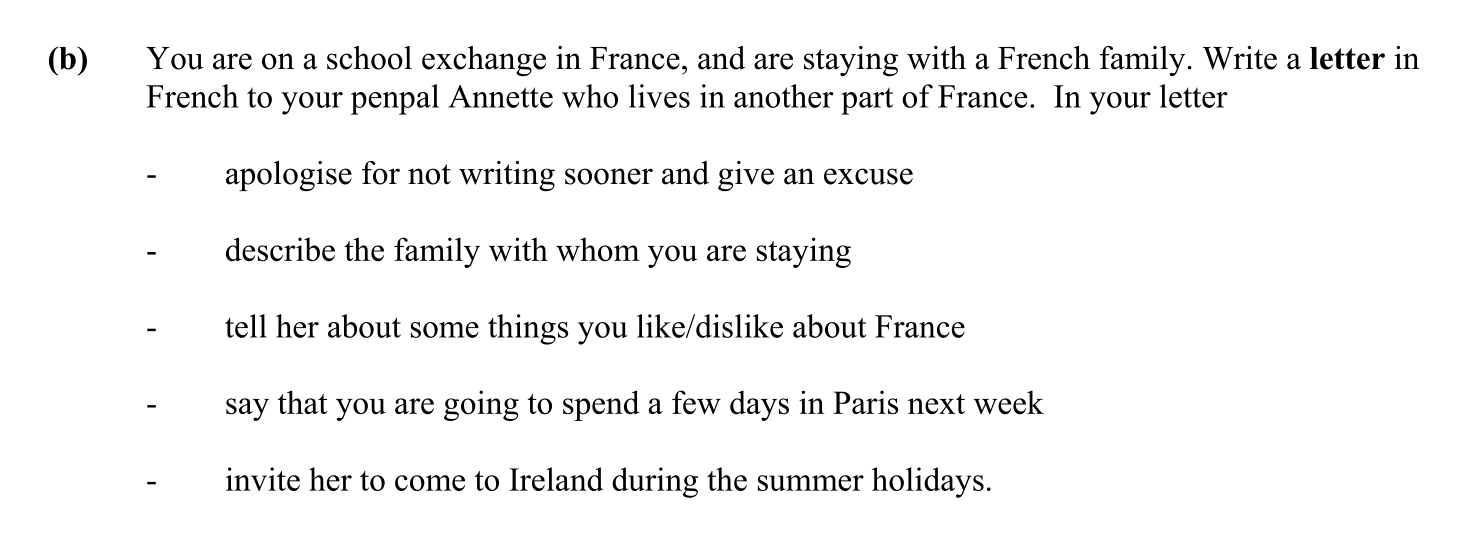 (b) You are on a school exchange in France, and are staying with a French family. Write a letter in
French to your penpal Annette who lives in another part of France. In your letter
- apologise for not writing sooner and give an excuse
- describe the family with whom you are staying
- tell her about some things you like/dislike about France
- say that you are going to spend a few days in Paris next week
- invite her to come to Ireland during the summer holidays.